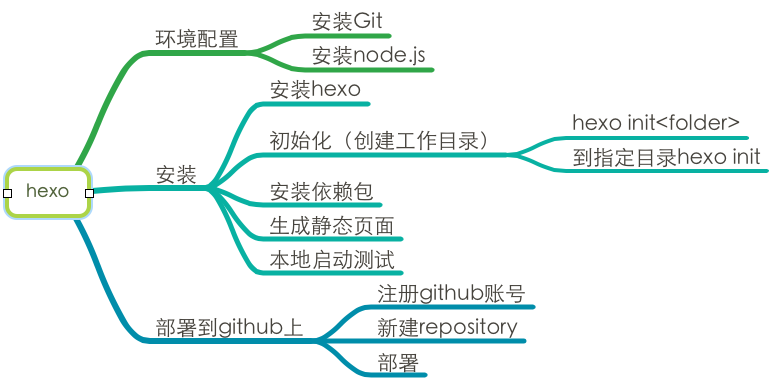 hexo
环境配置
安装Git
安装node.js
安装
安装hexo
初始化（创建工作目录）
hexo init<folder>
到指定目录hexo init
安装依赖包
生成静态页面
本地启动测试
部署到github上
注册github账号
新建repository
部署